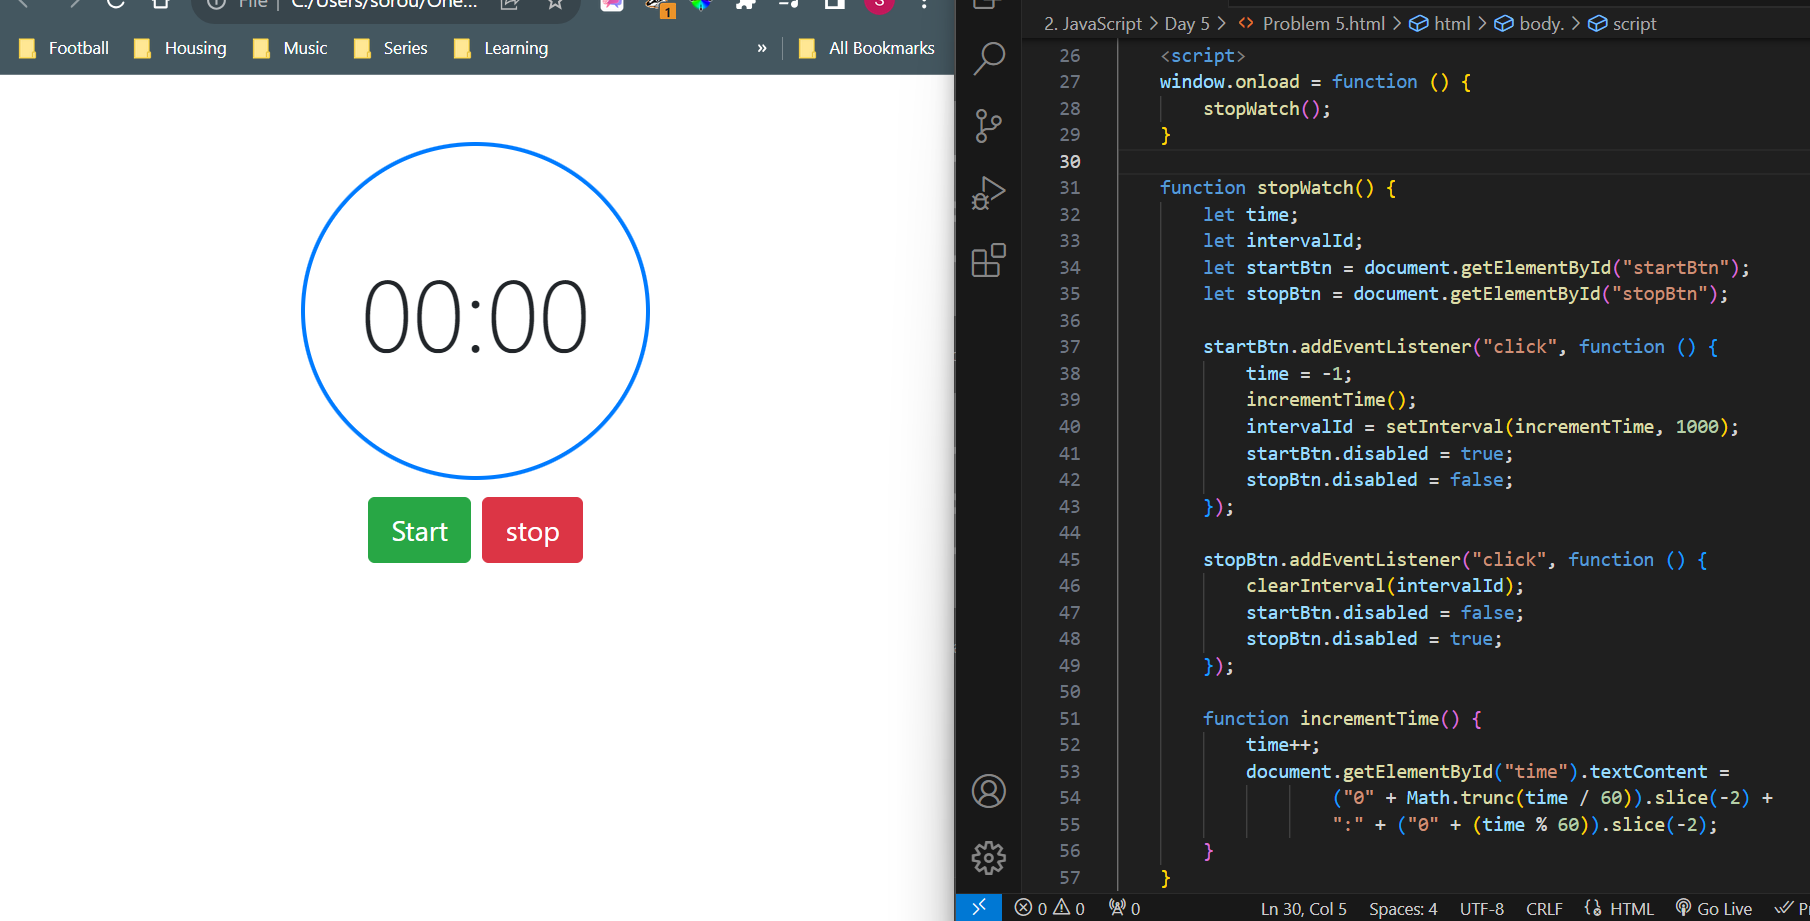 File
C:/Users/sorou/One...
1
S
Football
Housing
Music
Series
Learning
»
All Bookmarks
00:00
Start
stop
2. JavaScript > Day 5 > <> Problem 5.html > html > body. > script
26 <script>
27 window.onload = function () {
28 stopWatch();
29 }
30
31 function stopWatch() {
32 let time;
33 let intervalId;
34 let startBtn = document.getElementById("startBtn");
35 let stopBtn = document.getElementById("stopBtn");
36
37 startBtn.addEventListener("click", function () {
38 time = -1;
39 incrementTime();
40 intervalId = setInterval(incrementTime, 1000);
41 startBtn.disabled = true;
42 stopBtn.disabled = false;
43 });
44
45 stopBtn.addEventListener("click", function () {
46 clearInterval(intervalId);
47 startBtn.disabled = false;
48 stopBtn.disabled = true;
49 });
50
51 function incrementTime() {
52 time++;
53 document.getElementById("time").textContent =
54 ("0" + Math.trunc(time / 60)).slice(-2) +
55 ":" + ("0" + (time % 60)).slice(-2);
56 }
57 }
0 0 0 Ln 30, Col 5 Spaces: 4 UTF-8 CRLF HTML Go Live